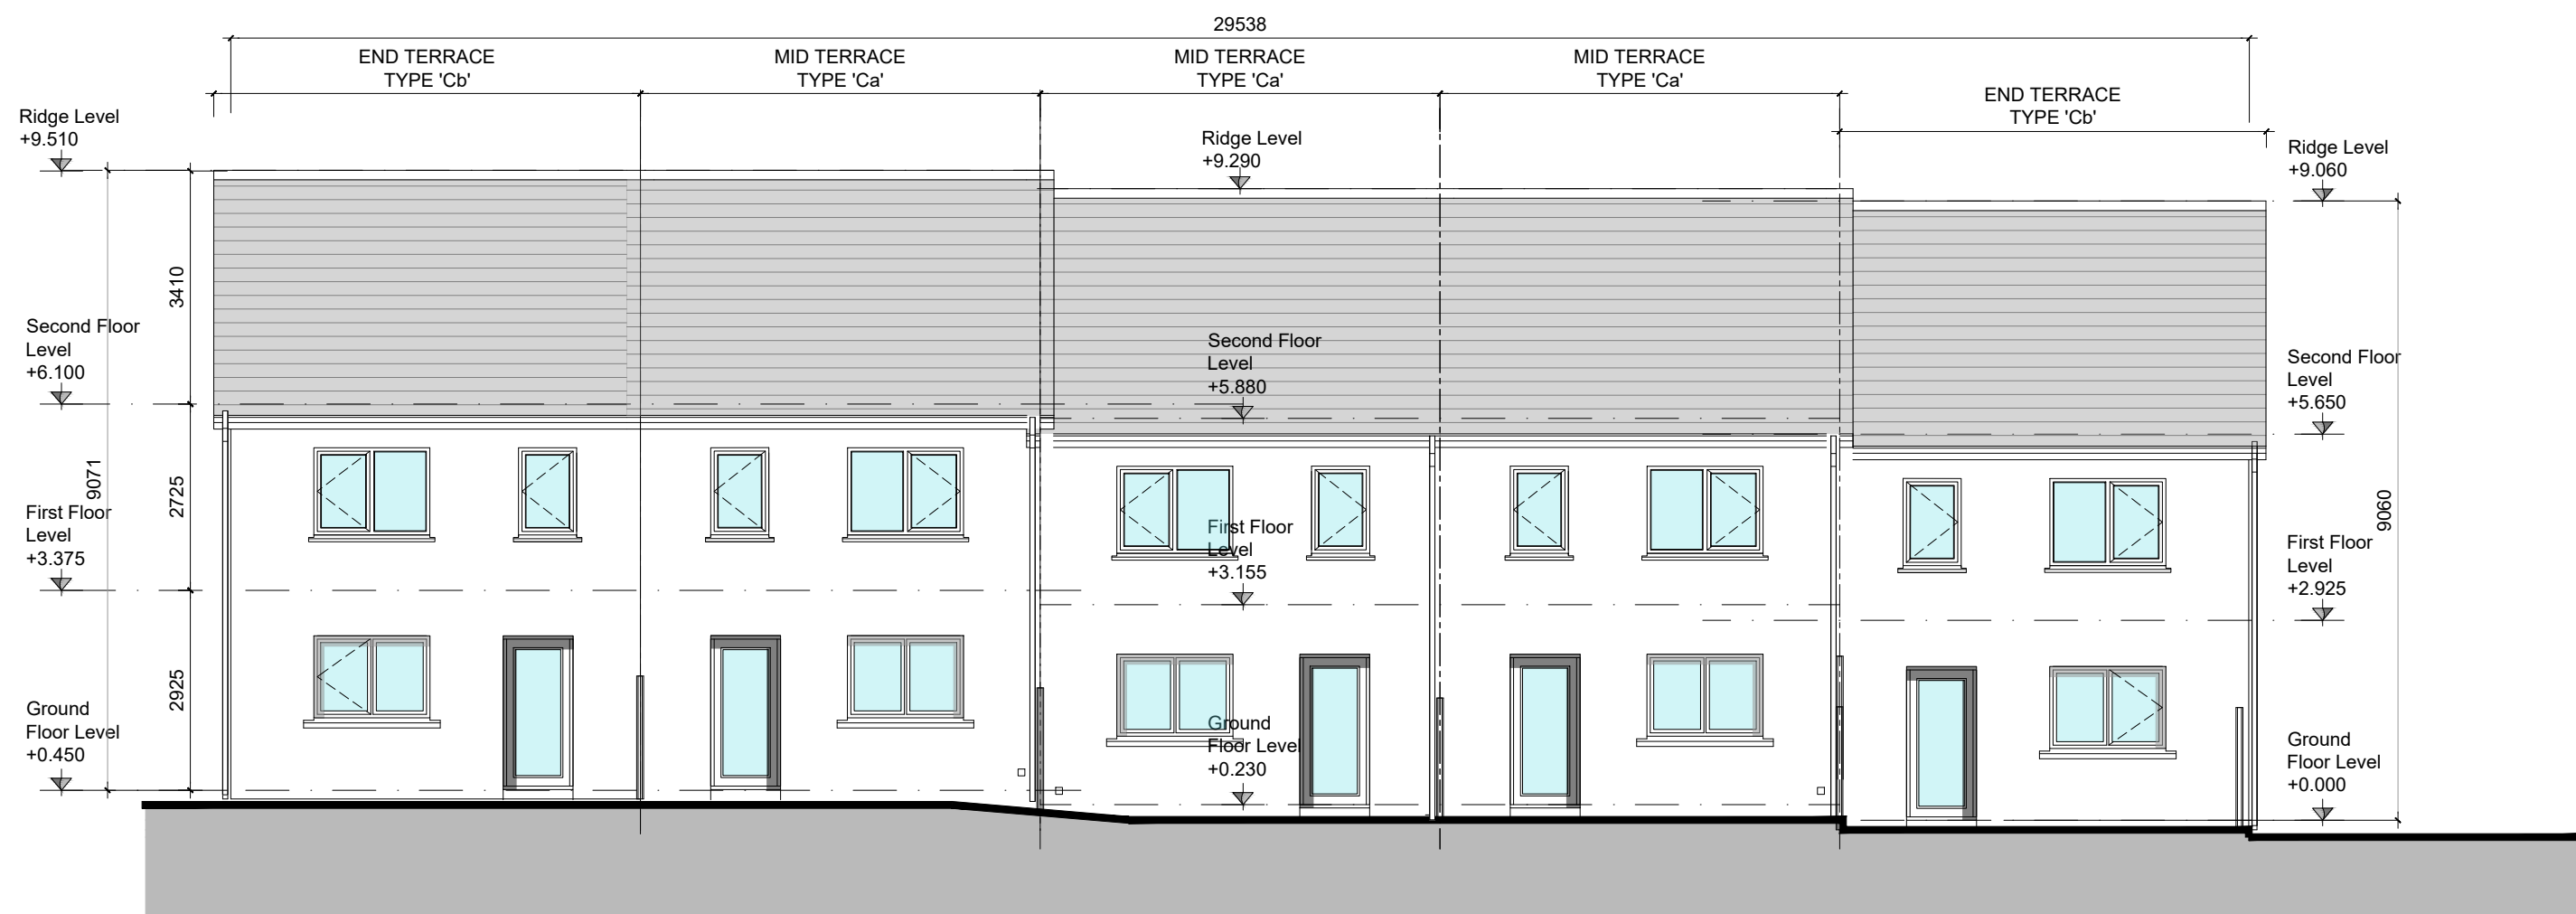 29538
END TERRACE
TYPE 'Cb'
MID TERRACE
TYPE 'Ca'
MID TERRACE
TYPE 'Ca'
MID TERRACE
TYPE 'Ca'
END TERRACE
TYPE 'Cb'
Ridge Level
+9.510
Ridge Level
+9.290
Ridge Level
+9.060
3410
Second Floor
Level
+6.100
Second Floor
Level
+5.880
Second Floor
Level
+5.650
9071
2725
9060
First Floor
Level
+3.375
First Floor
Level
+3.155
First Floor
Level
+2.925
2925
Ground
Floor Level
+0.450
Ground
Floor Level
+0.230
Ground
Floor Level
+0.000